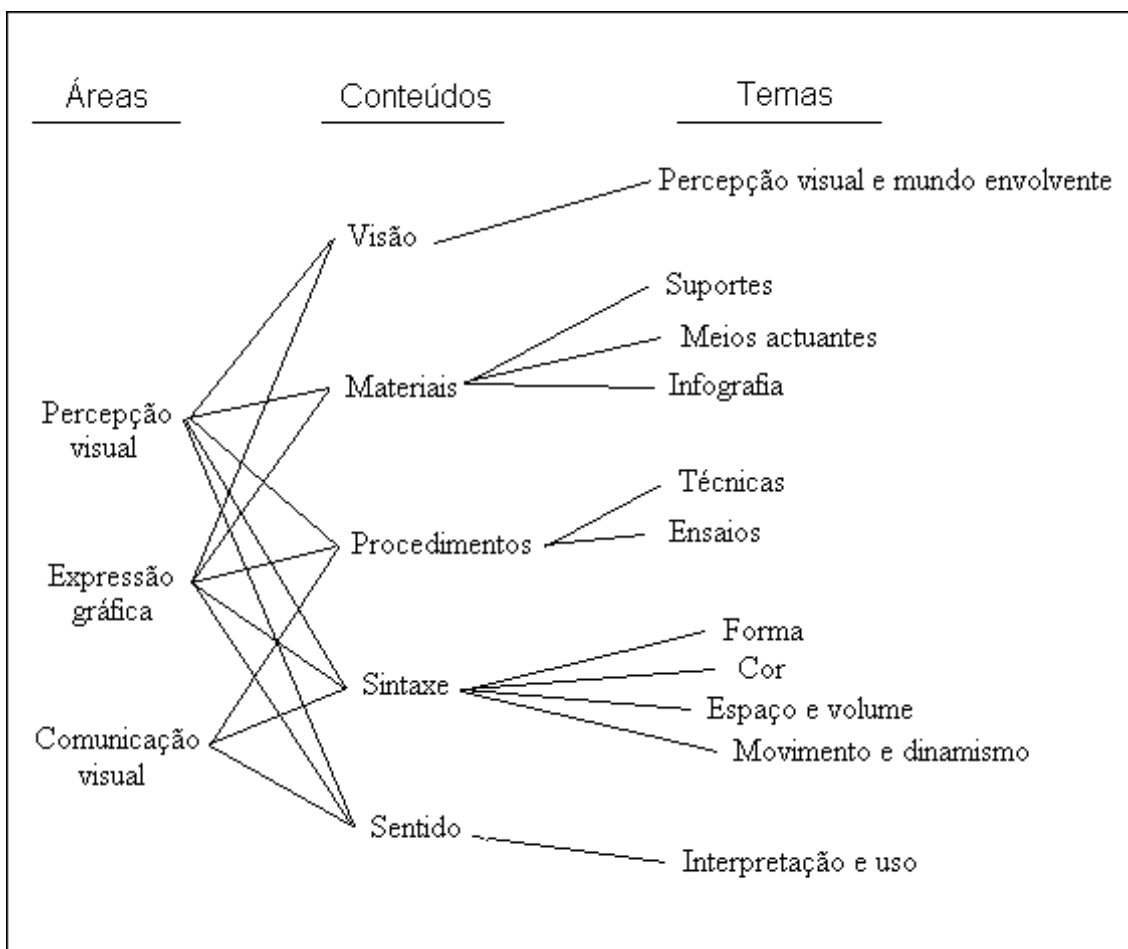 Áreas
Conteúdos
Temas
Percepção visual e mundo envolvente
Visão
Suportes
Meios actuantes
Materiais
Infografia
Percepção
visual
Técnicas
Ensaios
Procedimentos
Expressão
gráfica
Forma
Cor
Sintaxe
Espaço e volume
Movimento e dinamismo
Comunicação
visual
Sentido
Interpretação e uso